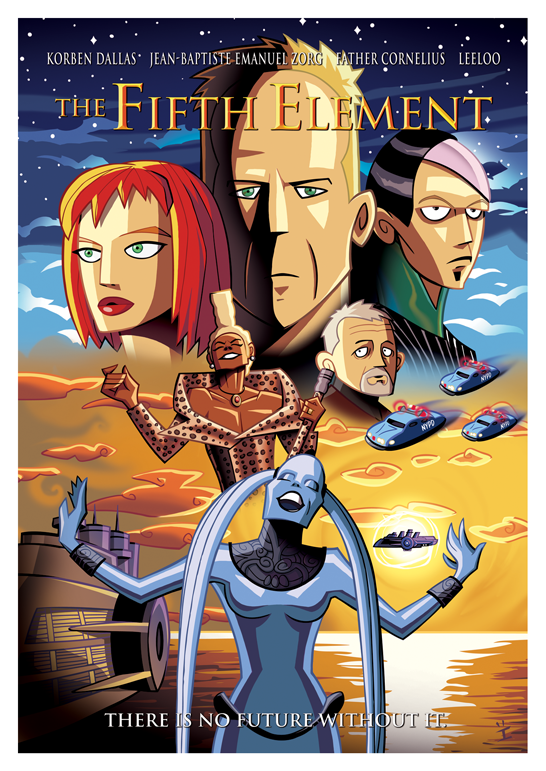 KORBEN DALLAS JEAN-BAPTISTE EMANUEL ZORG FATHER CORNELIUS LEELOO
THE FIFTH ELEMENT
NYPD
NYPD
NYPD
THERE IS NO FUTURE WITHOUT IT.